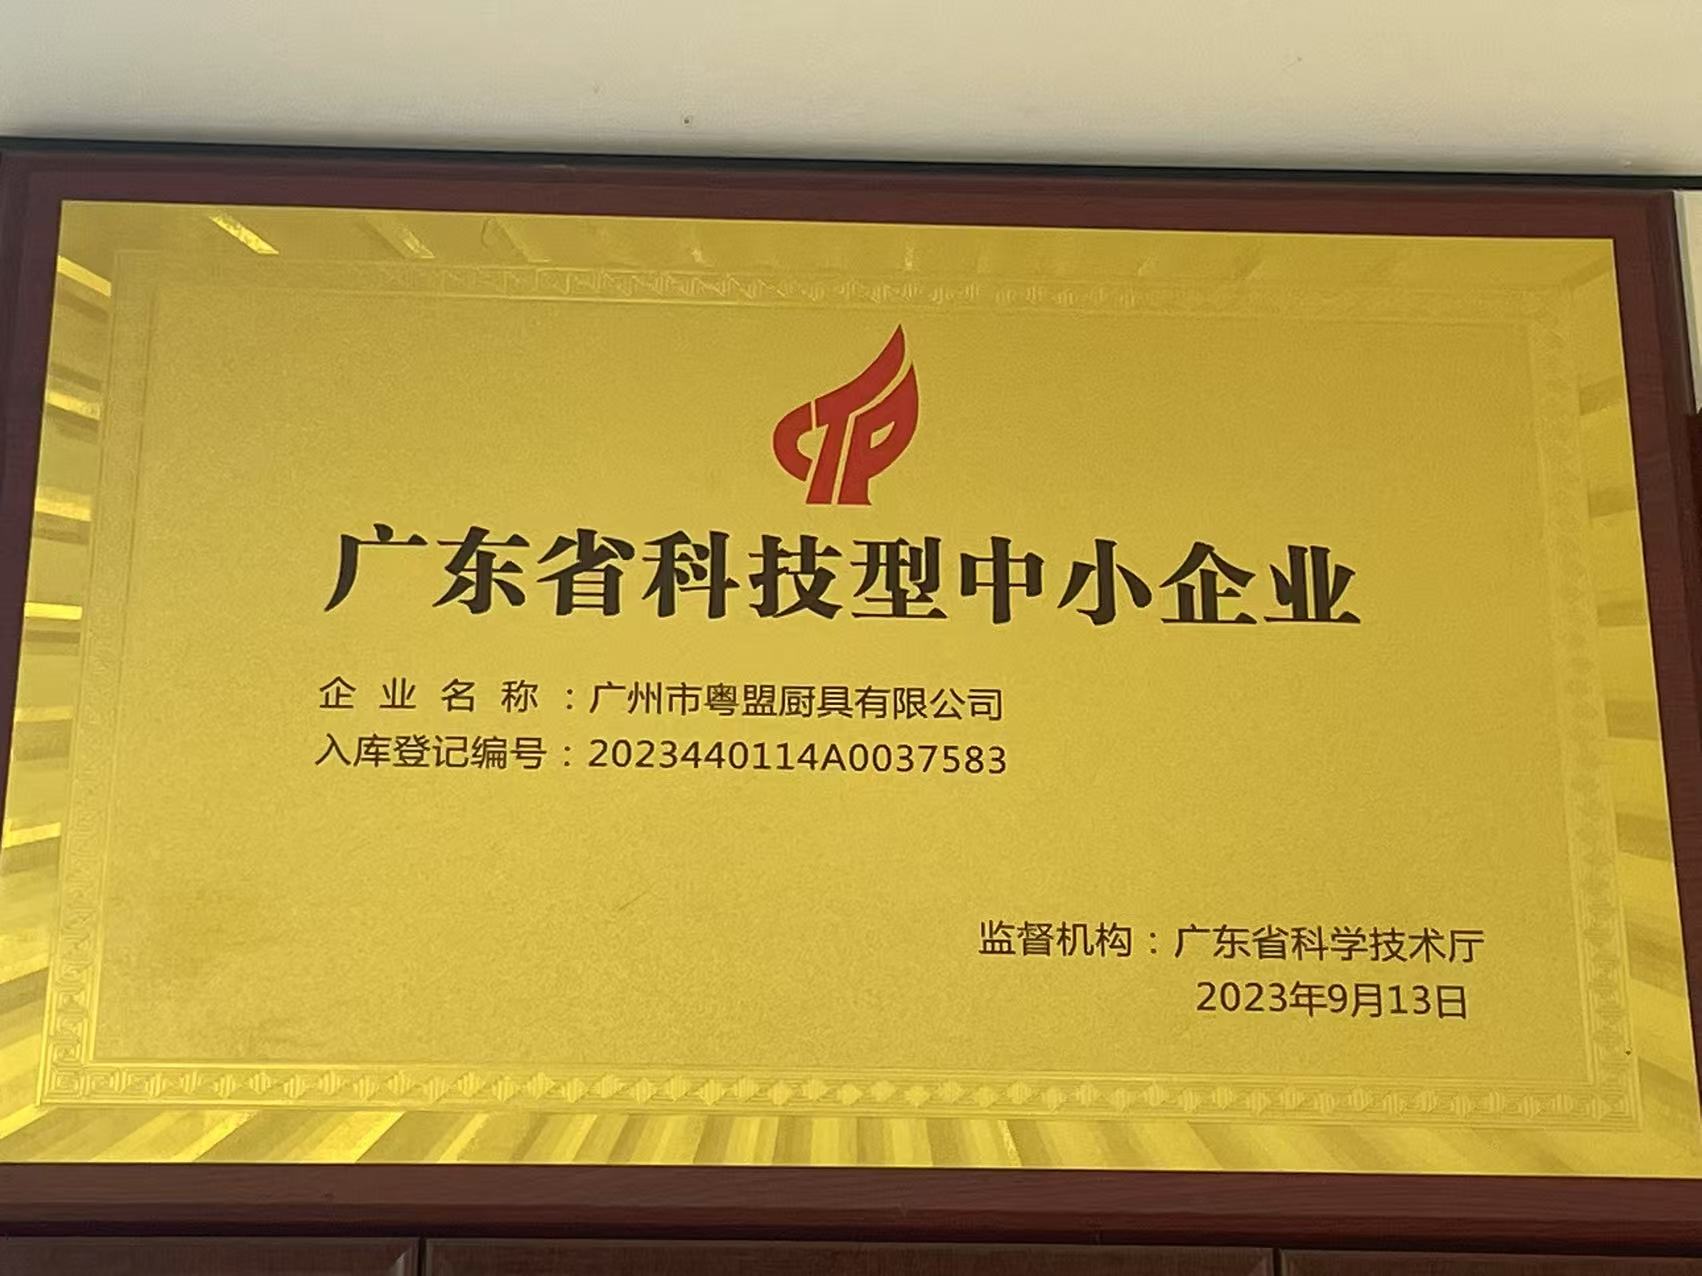 CTP
广东省科技型中小企业
企业名称：广州市粤盟厨具有限公司
入库登记编号：2023440114A0037583
监督机构：广东省科学技术厅
2023年9月13日